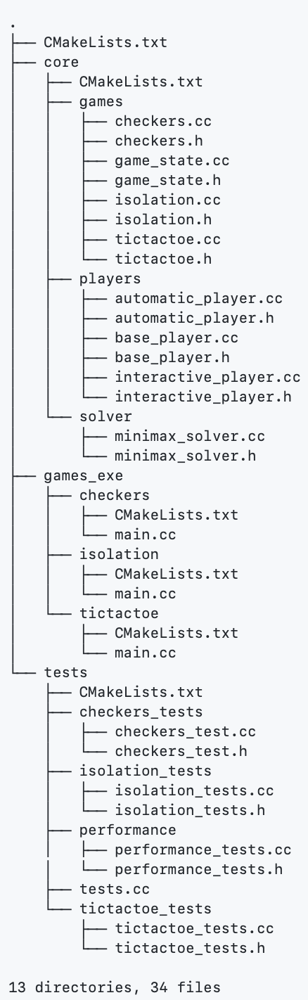 .
├── CMakeLists.txt
├── core
│   ├── CMakeLists.txt
│   ├── games
│   │   ├── checkers.cc
│   │   ├── checkers.h
│   │   ├── game_state.cc
│   │   ├── game_state.h
│   │   ├── isolation.cc
│   │   ├── isolation.h
│   │   ├── tictactoe.cc
│   │   └── tictactoe.h
│   ├── players
│   │   ├── automatic_player.cc
│   │   ├── automatic_player.h
│   │   ├── base_player.cc
│   │   ├── base_player.h
│   │   ├── interactive_player.cc
│   │   └── interactive_player.h
│   └── solver
│       ├── minimax_solver.cc
│       └── minimax_solver.h
├── games_exe
│   ├── checkers
│   │   ├── CMakeLists.txt
│   │   └── main.cc
│   ├── isolation
│   │   ├── CMakeLists.txt
│   │   └── main.cc
│   └── tictactoe
│       ├── CMakeLists.txt
│       └── main.cc
└── tests
    ├── CMakeLists.txt
    ├── checkers_tests
    │   ├── checkers_test.cc
    │   └── checkers_test.h
    ├── isolation_tests
    │   ├── isolation_tests.cc
    │   └── isolation_tests.h
    ├── performance
    │   ├── performance_tests.cc
    │   └── performance_tests.h
    ├── tests.cc
    └── tictactoe_tests
        ├── tictactoe_tests.cc
        └── tictactoe_tests.h
13 directories, 34 files